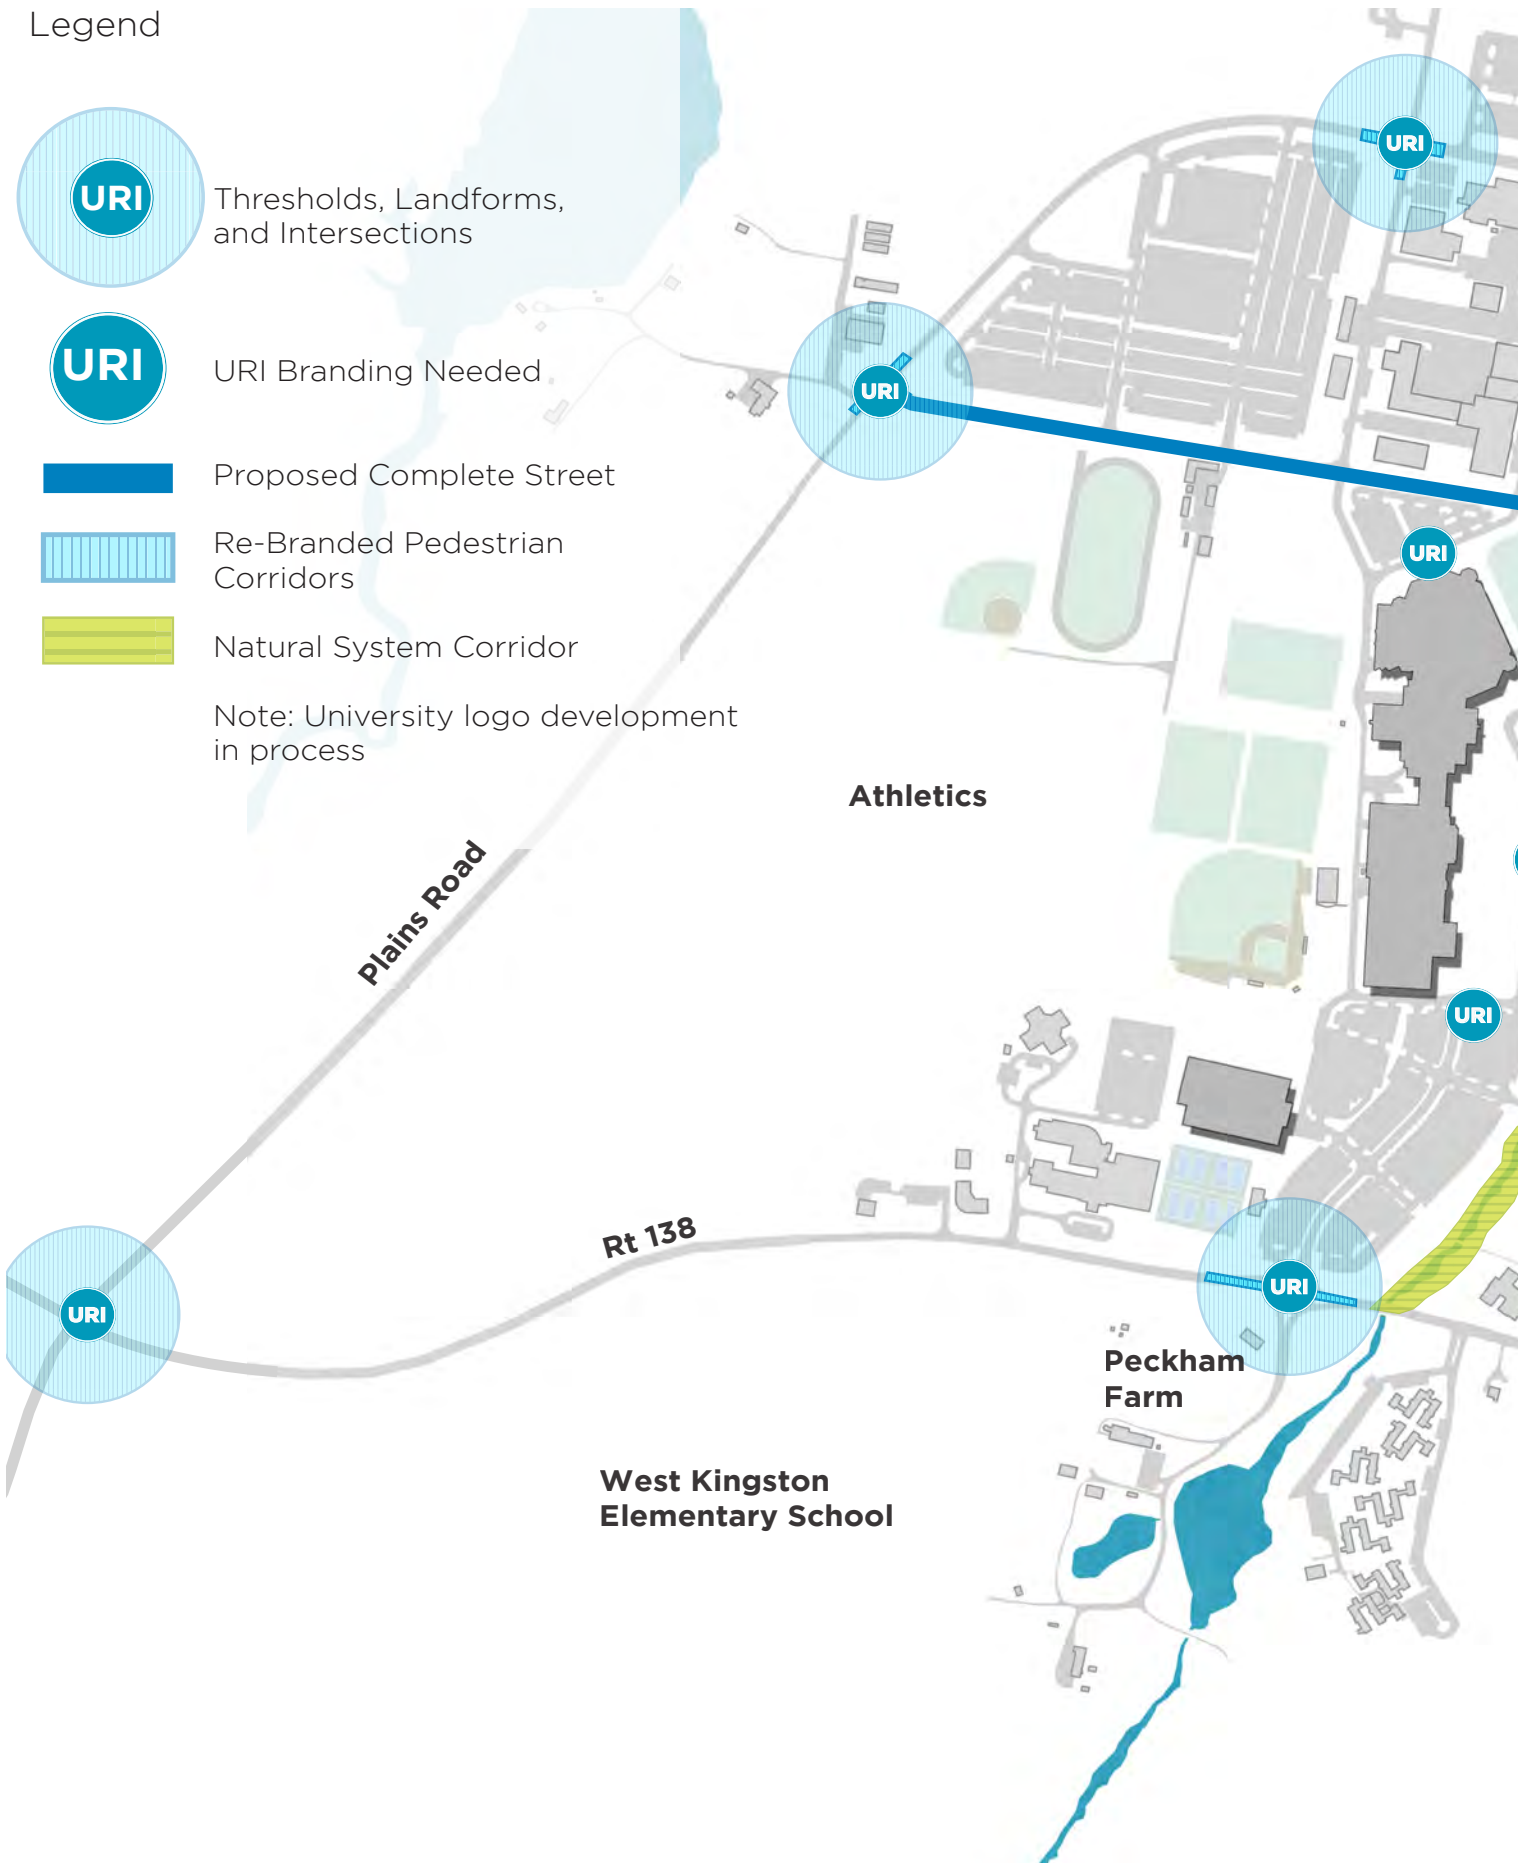 Legend
URI
Thresholds, Landforms,
and Intersections
URI
URI Branding Needed
Proposed Complete Street
Re-Branded Pedestrian
Corridors
Natural System Corridor
Note: University logo development
in process
URI
URI
URI
Athletics
Plains Road
URI
Rt 138
URI
URI
Peckham
Farm
West Kingston
Elementary School